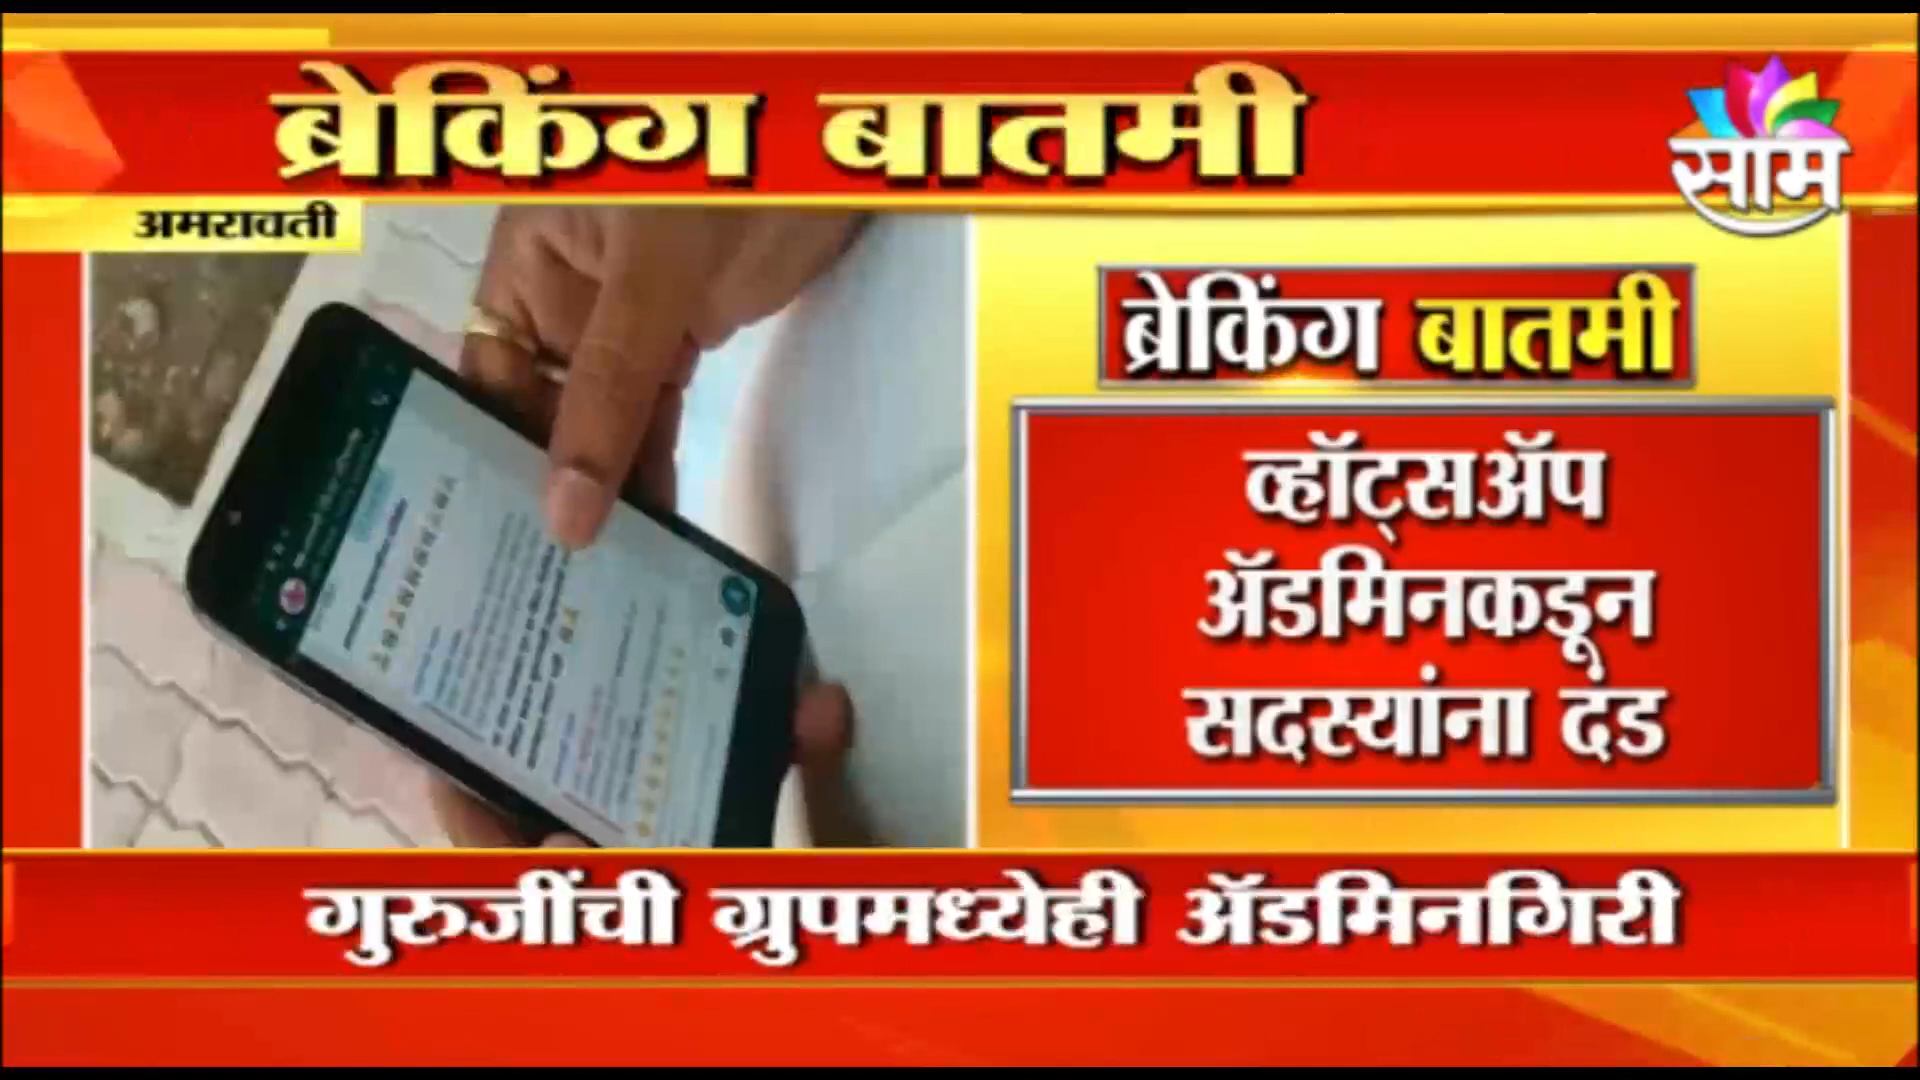 ब्रेकिंग बातमी
साम
अमरावती
ब्रेकिंग बातमी
व्हॉट्सॲप
ॲडमिनकडून
सदस्यांना दंड
गुरुजींची ग्रुपमध्येही ॲडमिनगिरी